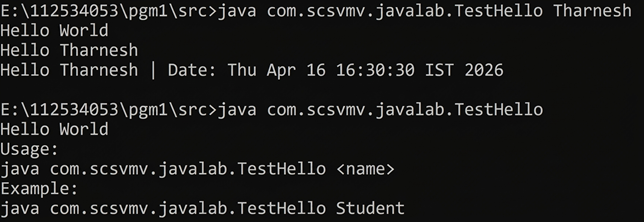 E:\112534053\pgm1\src>java com.scsvmv.javalab.TestHello Tharnesh
Hello World
Hello Tharnesh
Hello Tharnesh | Date: Thu Apr 16 16:30:30 IST 2026
E:\112534053\pgm1\src>java com.scsvmv.javalab.TestHello
Hello World
Usage:
java com.scsvmv.javalab.TestHello <name>
Example:
java com.scsvmv.javalab.TestHello Student